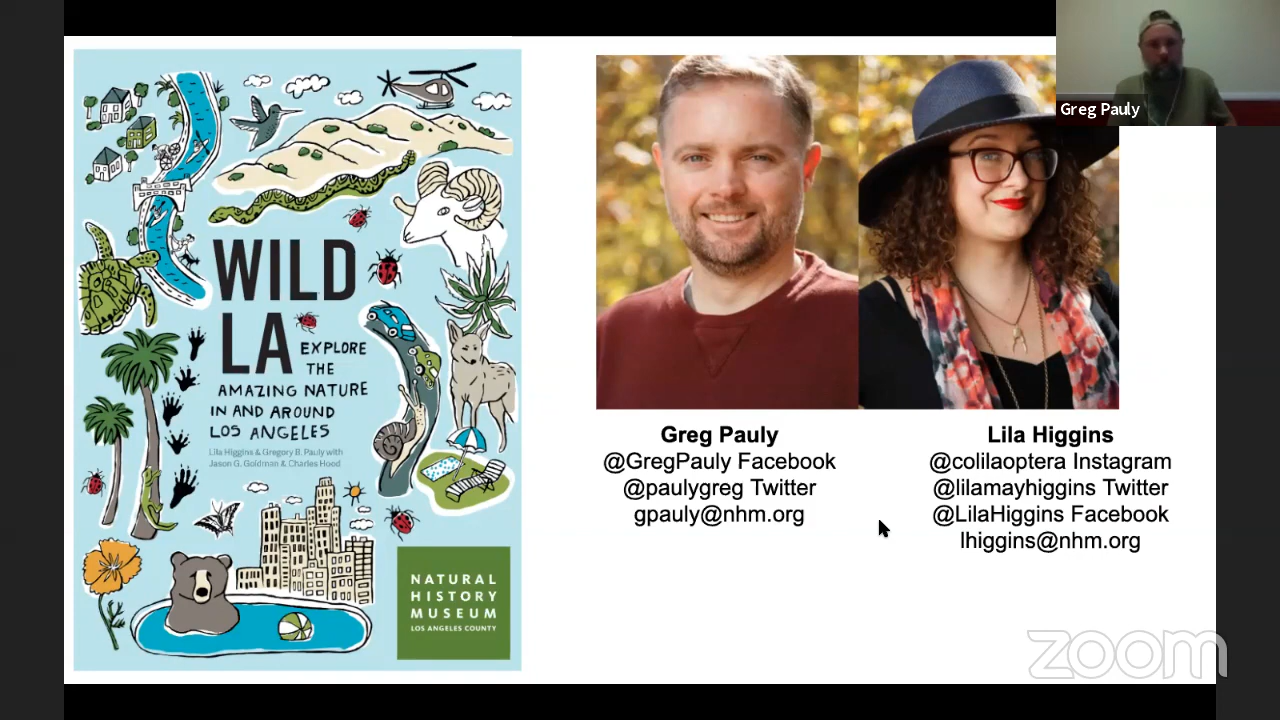 WILD
LA
EXPLORE
THE
AMAZING NATURE
IN AND AROUND
LOS ANGELES
Lila Higgins & Gregory B. Pauly with
Jason G. Goldman & Charles Hood
NATURAL
HISTORY
MUSEUM
LOS ANGELES COUNTY
Greg Pauly
Greg Pauly
@GregPauly Facebook
@paulygreg Twitter
gpauly@nhm.org
Lila Higgins
@colilaoptera Instagram
@lilamayhiggins Twitter
@LilaHiggins Facebook
lhiggins@nhm.org
zoom